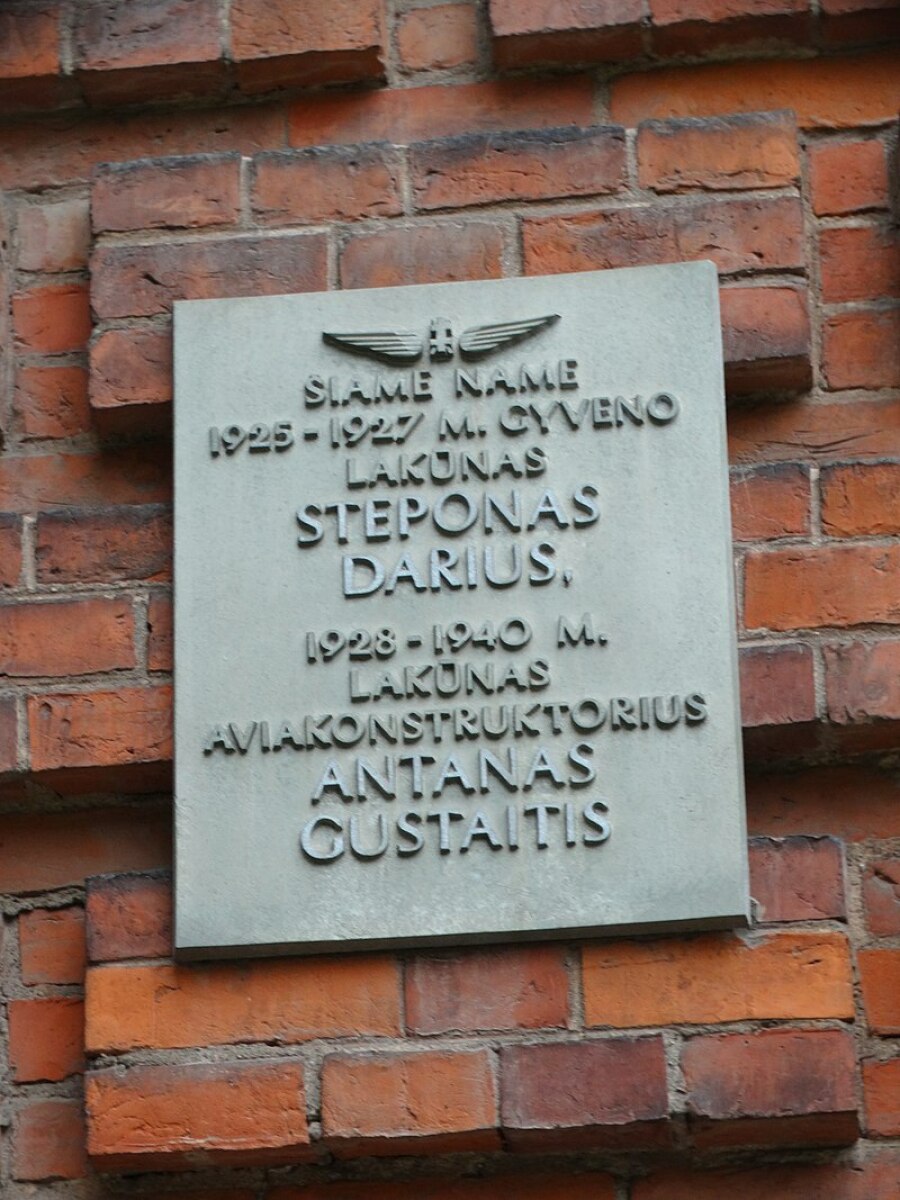 ŠIAME NAME
1925-1927 M. GYVENO
LAKŪNAS
STEPONAS
DARIUS,
1928-1940 M.
LAKŪNAS
AVIAKONSTRUKTORIUS
ANTANAS
GUSTAITIS